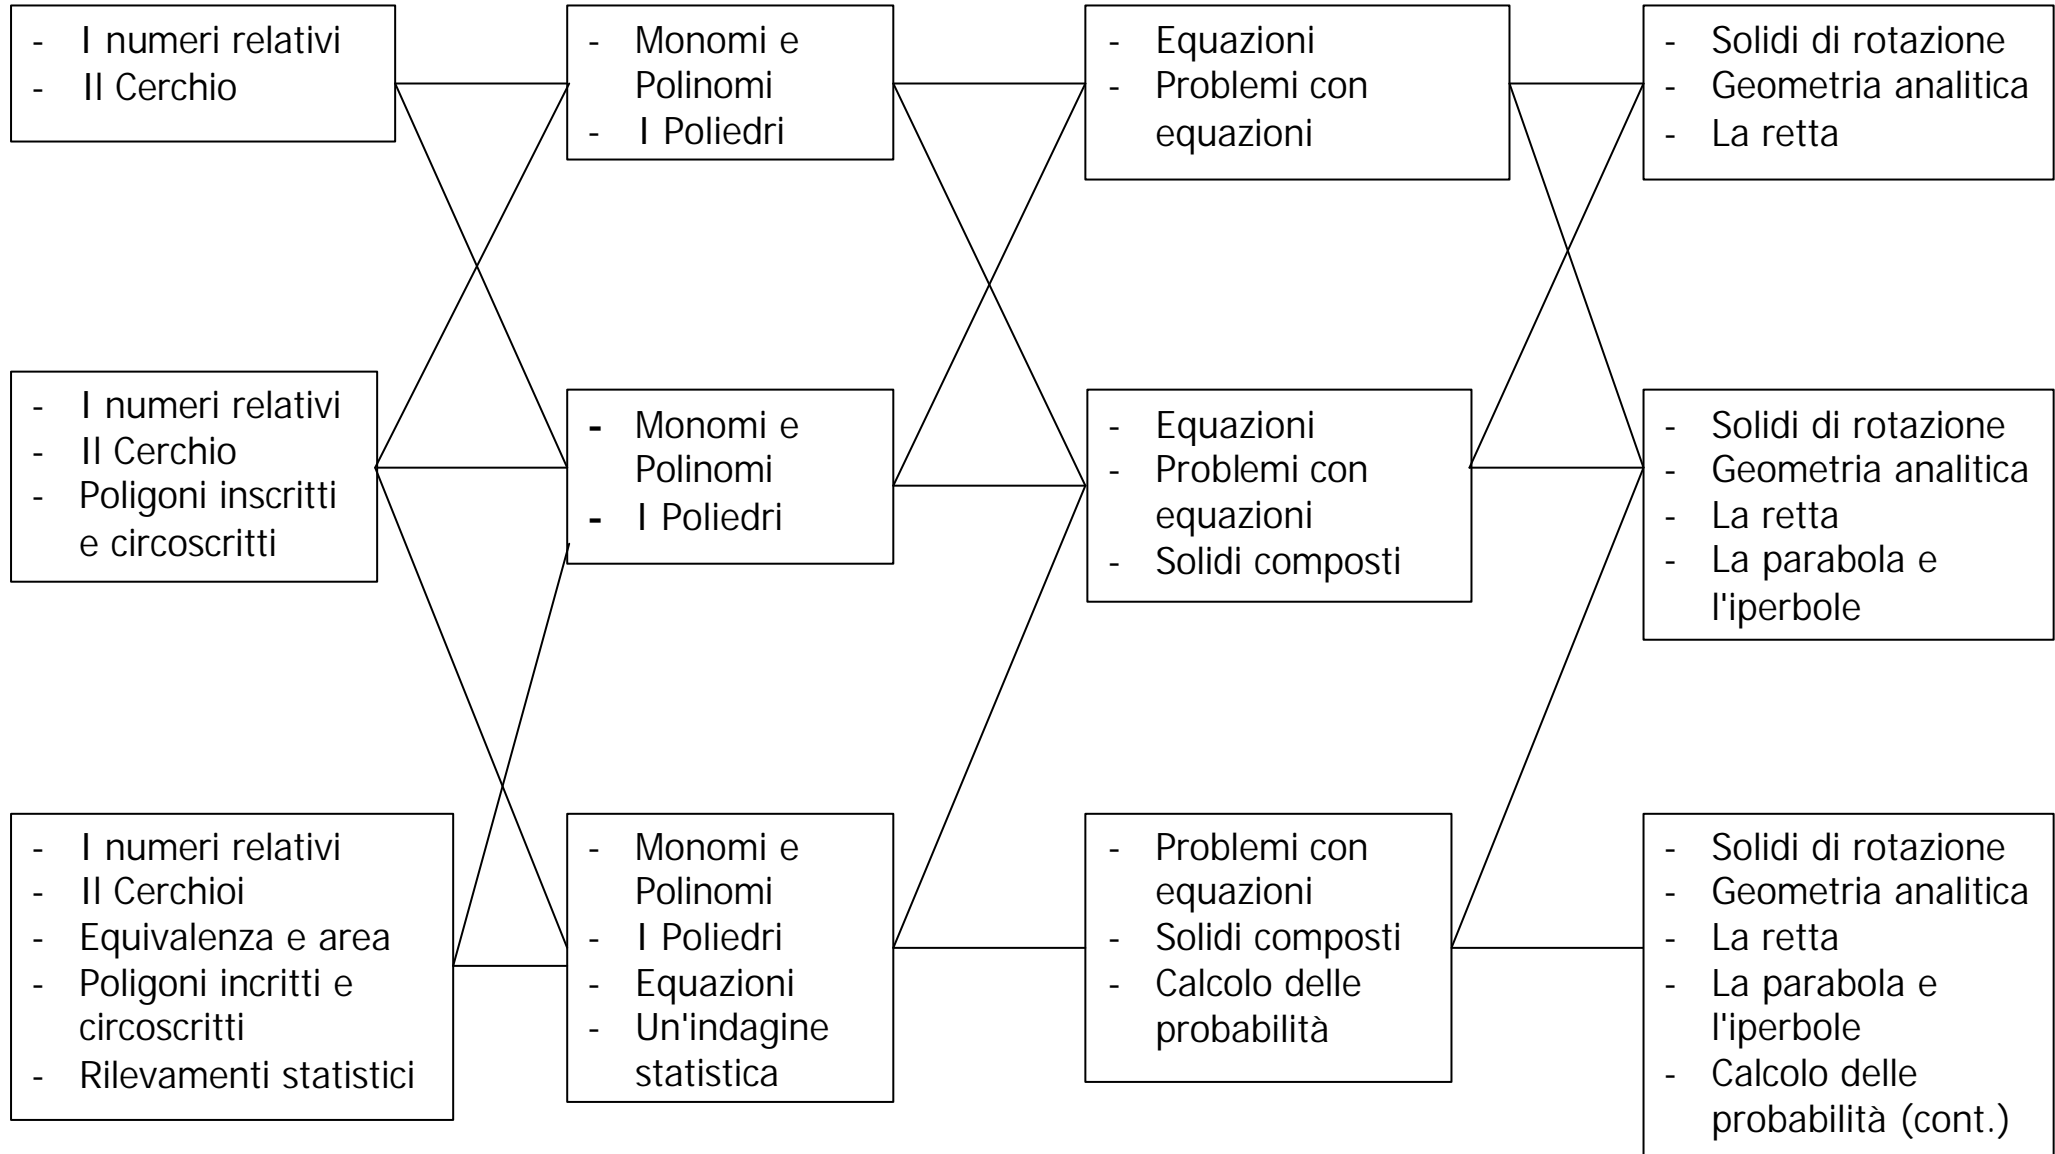 - I numeri relativi
- Il Cerchio
- Monomi e
Polinomi
- I Poliedri
- Equazioni
- Problemi con
equazioni
- Solidi di rotazione
- Geometria analitica
- La retta
- I numeri relativi
- Il Cerchio
- Poligoni inscritti
e circoscritti
- Monomi e
Polinomi
- I Poliedri
- Equazioni
- Problemi con
equazioni
- Solidi composti
- Solidi di rotazione
- Geometria analitica
- La retta
- La parabola e
l'iperbole
- I numeri relativi
- Il Cerchioi
- Equivalenza e area
- Poligoni incritti e
circoscritti
- Rilevamenti statistici
- Monomi e
Polinomi
- I Poliedri
- Equazioni
- Un'indagine
statistica
- Problemi con
equazioni
- Solidi composti
- Calcolo delle
probabilità
- Solidi di rotazione
- Geometria analitica
- La retta
- La parabola e
l'iperbole
- Calcolo delle
probabilità (cont.)